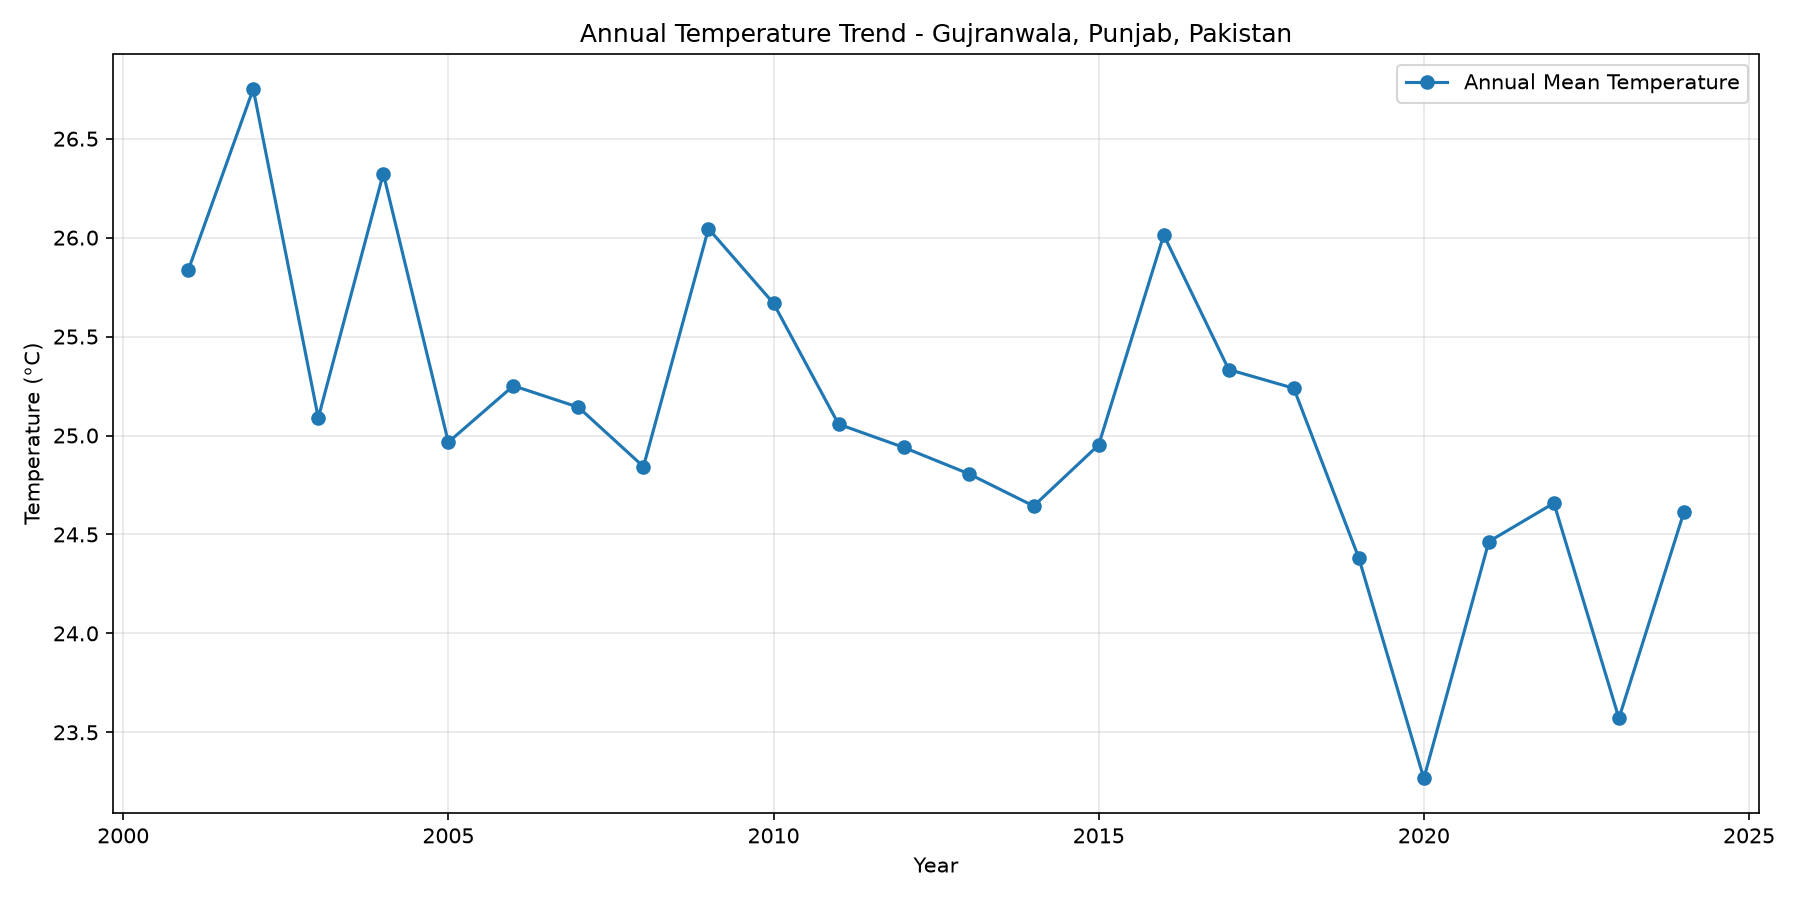 Annual Temperature Trend - Gujranwala, Punjab, Pakistan
Annual Mean Temperature
Temperature (°C)
26.5
26.0
25.5
25.0
24.5
24.0
23.5
2000 2005 2010 2015 2020 2025
Year